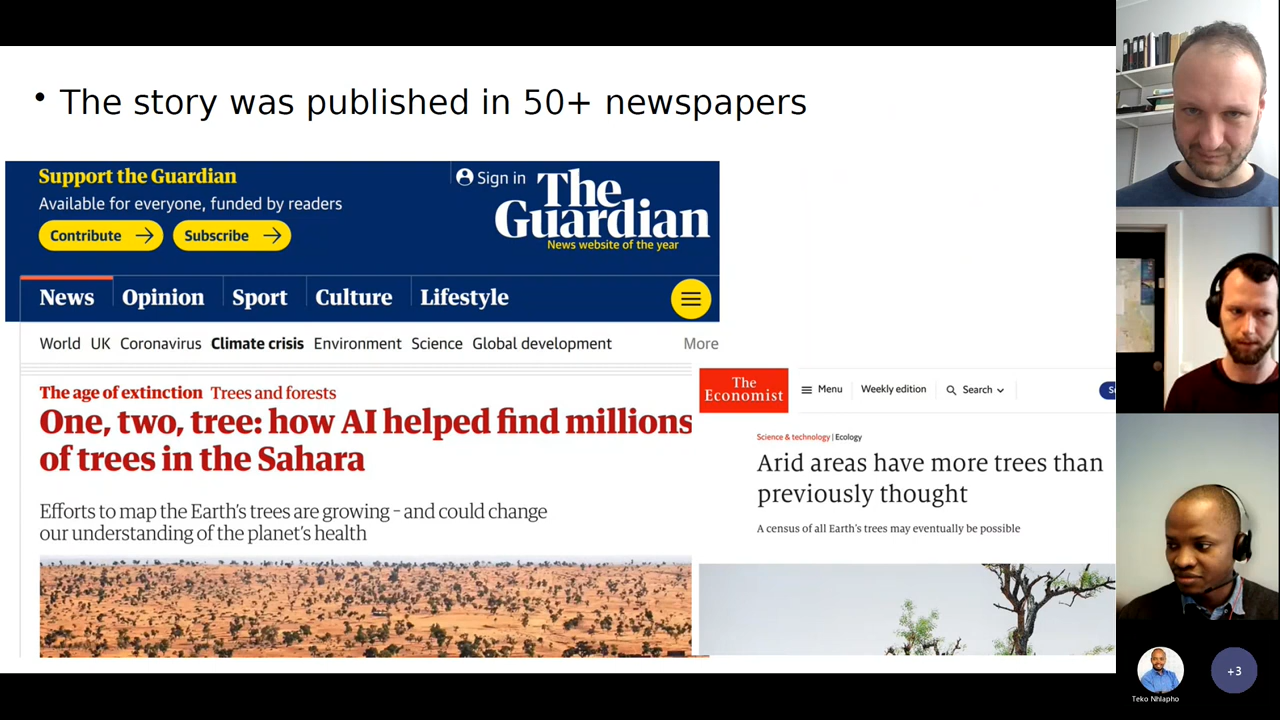 • The story was published in 50+ newspapers
Support the Guardian
Available for everyone, funded by readers
Contribute →
Subscribe →
Sign in
The
Guardian
News website of the year
News Opinion Sport Culture Lifestyle
World UK Coronavirus Climate crisis Environment Science Global development More
The age of extinction Trees and forests
One, two, tree: how AI helped find millions
of trees in the Sahara
Efforts to map the Earth's trees are growing – and could change
our understanding of the planet's health
The
Economist
Menu Weekly edition Search
Science & technology | Ecology
Arid areas have more trees than
previously thought
A census of all Earth's trees may eventually be possible
Teko Nhlapho
+3